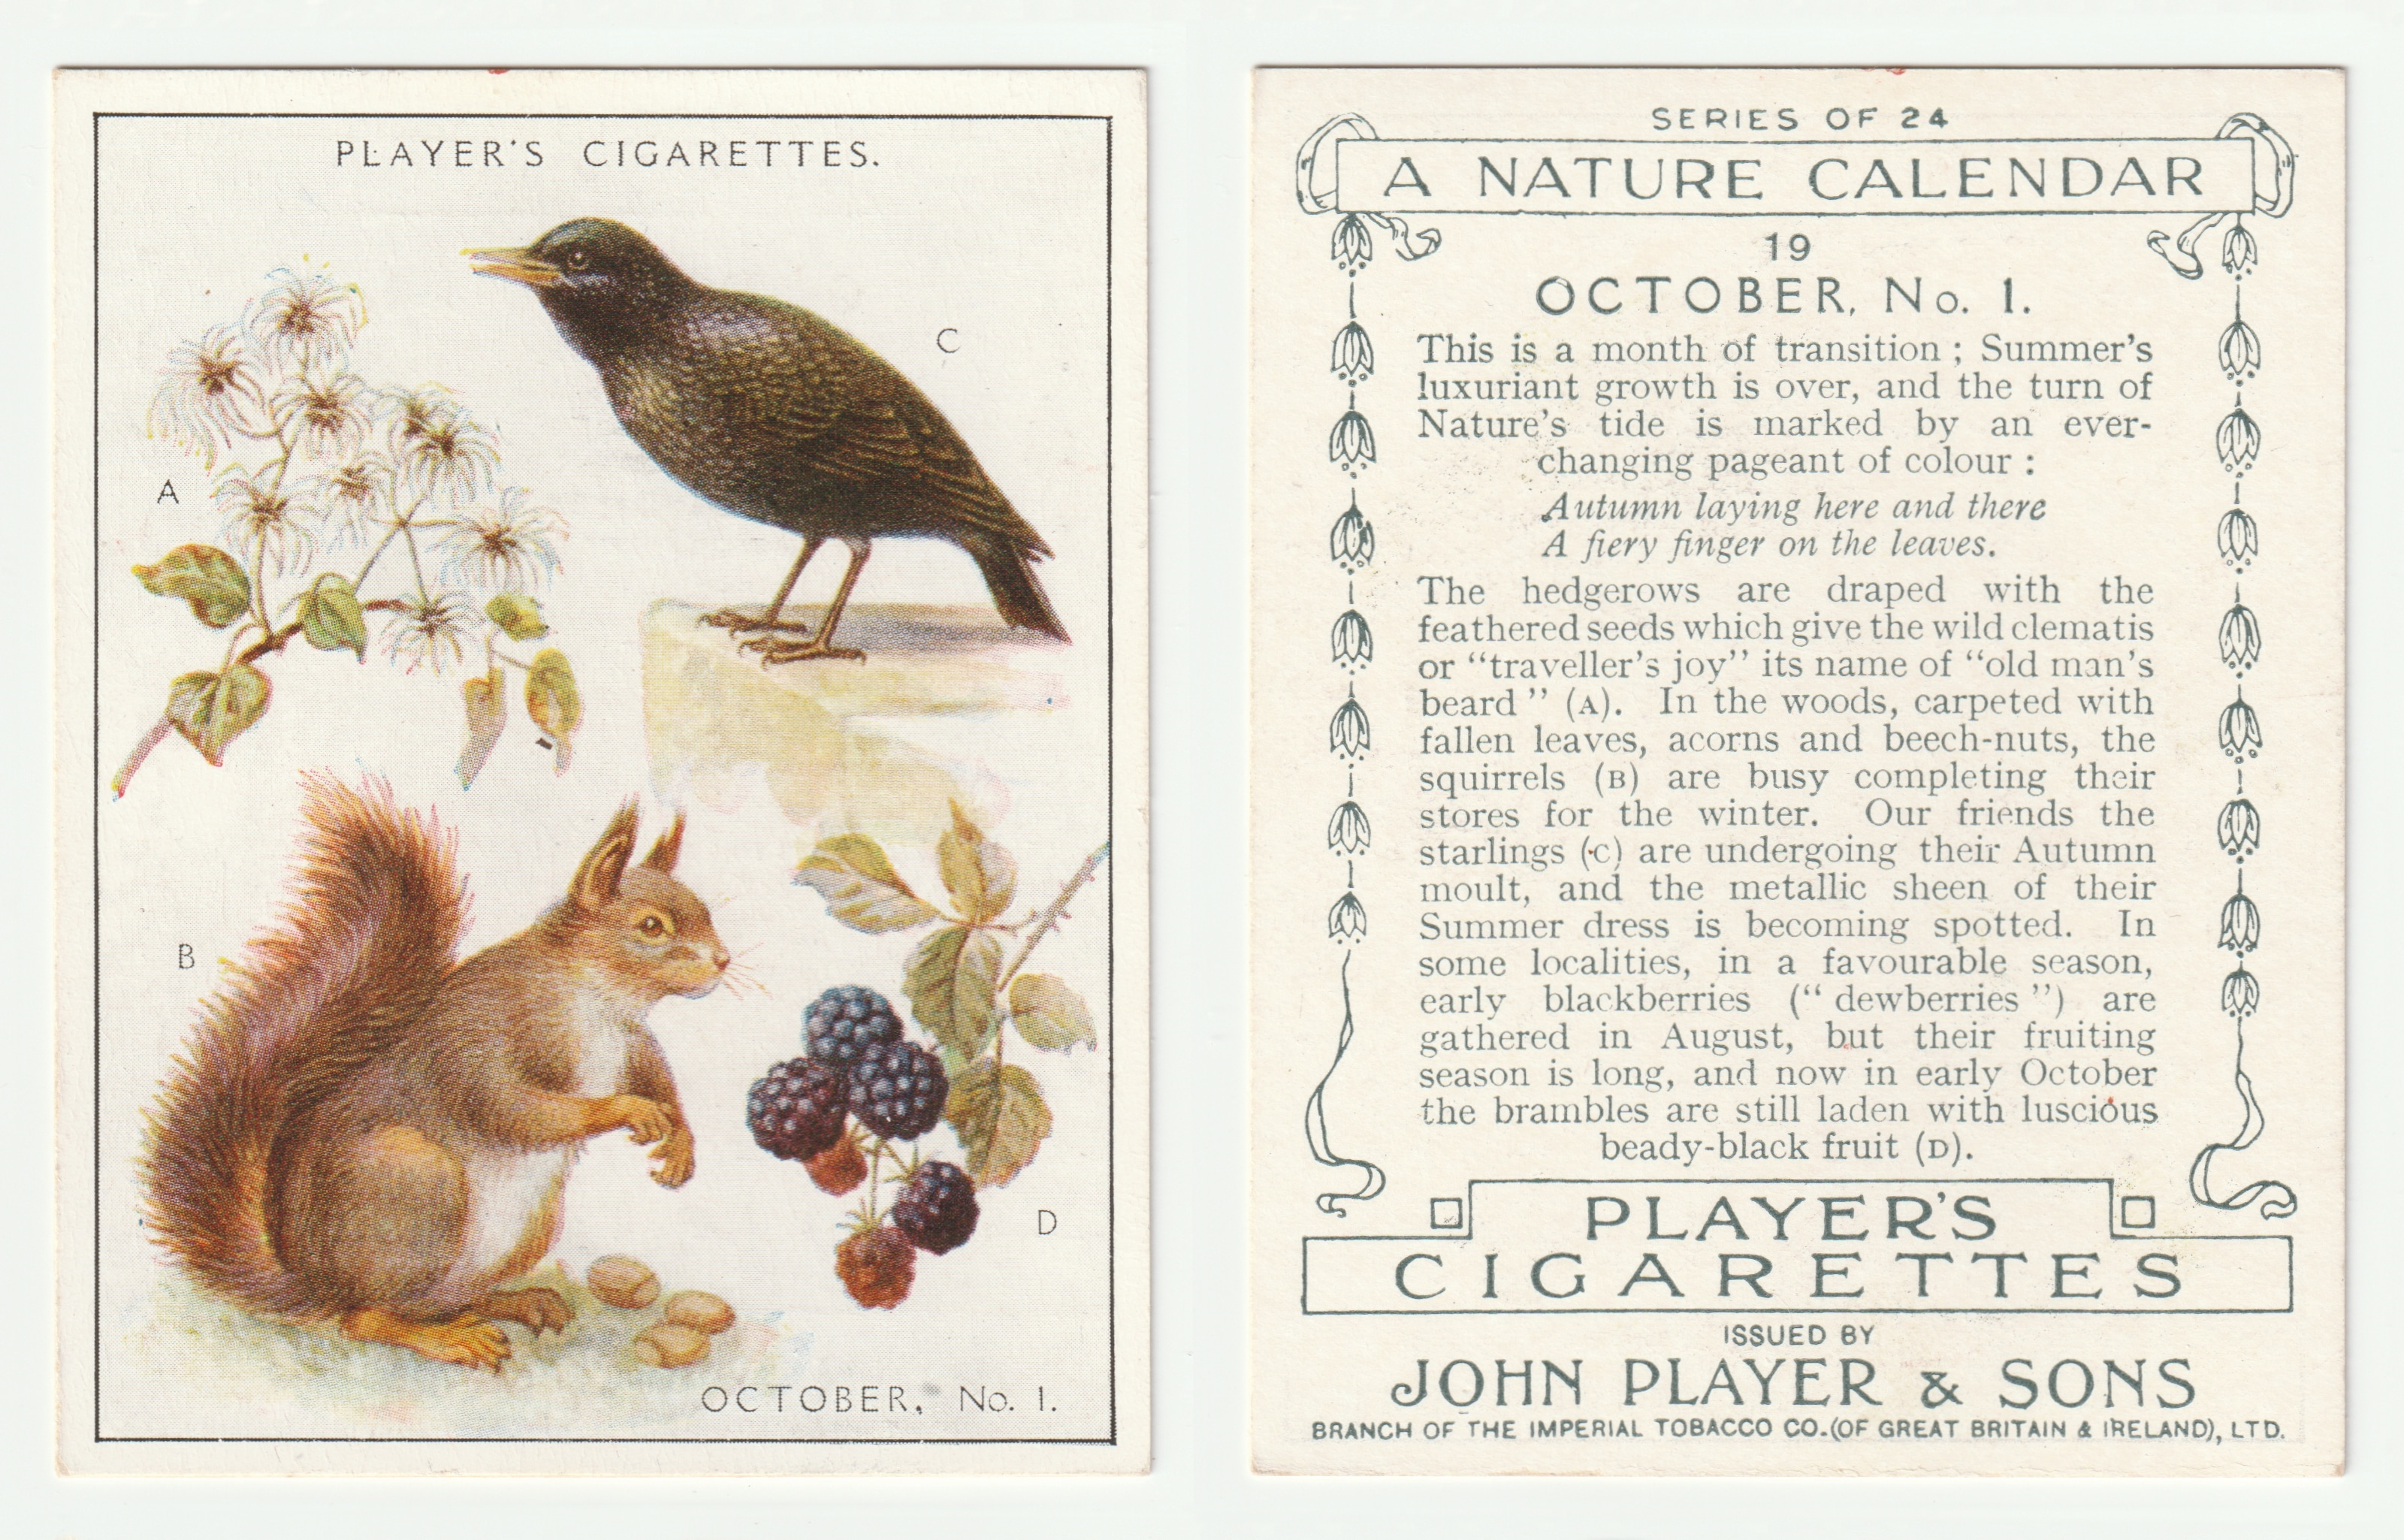 PLAYER'S CIGARETTES.
C
A
B
D
OCTOBER, No. 1.
SERIES OF 24
A NATURE CALENDAR
19
OCTOBER, No. 1.
This is a month of transition ; Summer's
luxuriant growth is over, and the turn of
Nature's tide is marked by an ever-
changing pageant of colour :
Autumn laying here and there
A fiery finger on the leaves.
The hedgerows are draped with the
feathered seeds which give the wild clematis
or “traveller's joy” its name of “old man's
beard ” (A). In the woods, carpeted with
fallen leaves, acorns and beech-nuts, the
squirrels (B) are busy completing their
stores for the winter. Our friends the
starlings (C) are undergoing their Autumn
moult, and the metallic sheen of their
Summer dress is becoming spotted. In
some localities, in a favourable season,
early blackberries (“ dewberries ”) are
gathered in August, but their fruiting
season is long, and now in early October
the brambles are still laden with luscious
beady-black fruit (D).
PLAYER'S
CIGARETTES
ISSUED BY
JOHN PLAYER & SONS
BRANCH OF THE IMPERIAL TOBACCO CO.(OF GREAT BRITAIN & IRELAND), LTD.